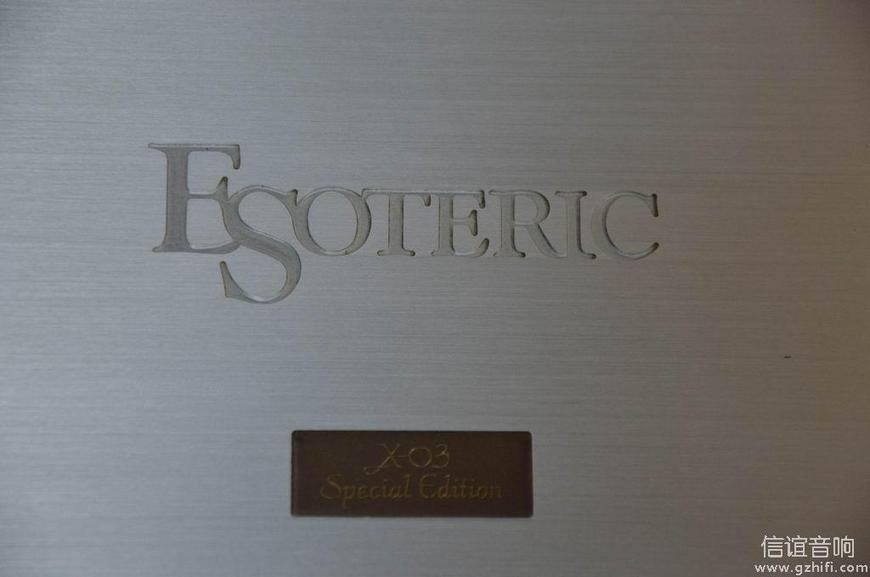 ESOTERIC
X-03
Special Edition
信谊音响
www.gzhifi.com